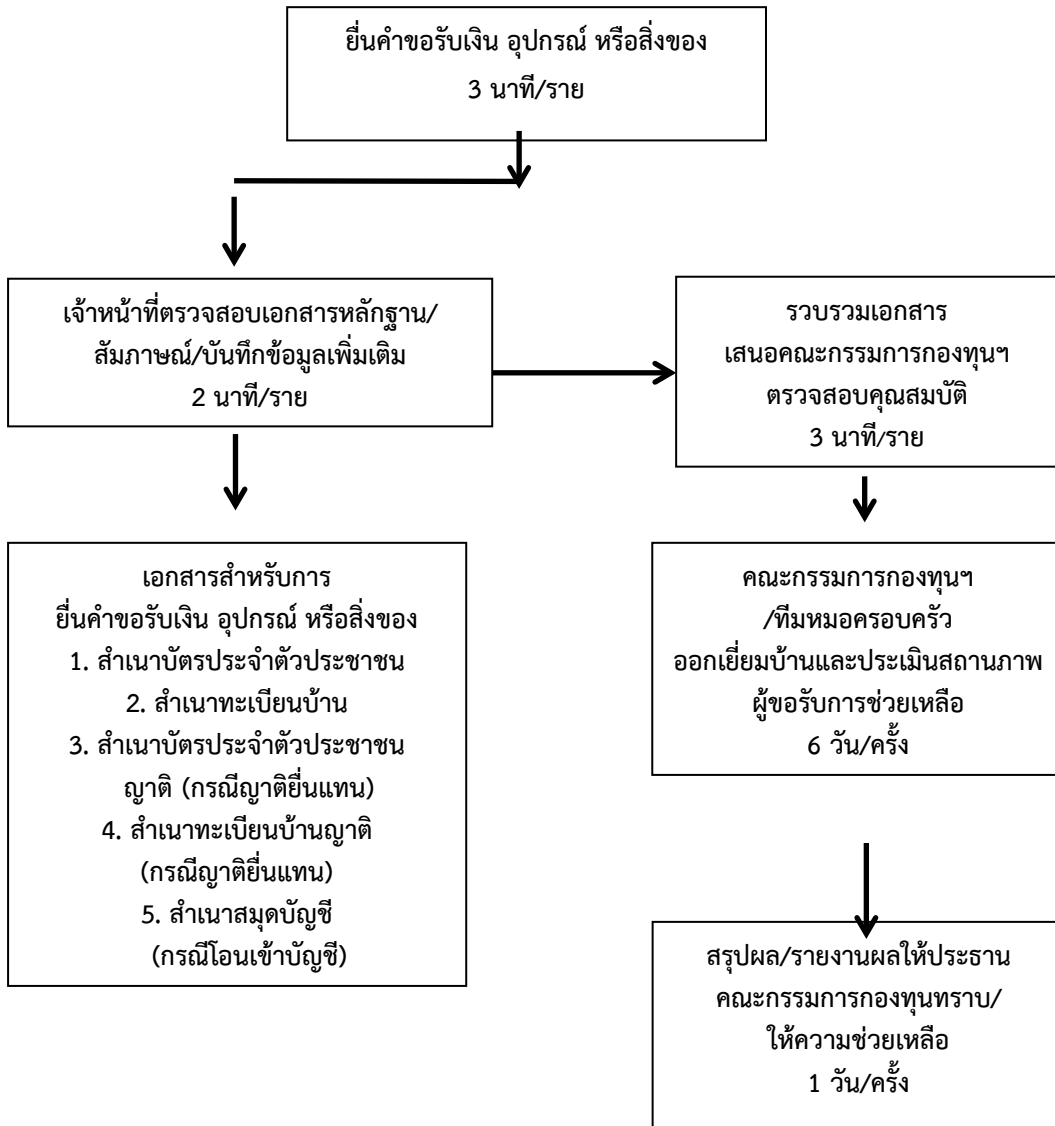 ยื่นคำขอรับเงิน อุปกรณ์ หรือสิ่งของ
3 นาที/ราย
เจ้าหน้าที่ตรวจสอบเอกสารหลักฐาน/
สัมภาษณ์/บันทึกข้อมูลเพิ่มเติม
2 นาที/ราย
รวบรวมเอกสาร
เสนอคณะกรรมการกองทุนฯ
ตรวจสอบคุณสมบัติ
3 นาที/ราย
เอกสารสำหรับการ
ยื่นคำขอรับเงิน อุปกรณ์ หรือสิ่งของ
1. สำเนาบัตรประจำตัวประชาชน
2. สำเนาทะเบียนบ้าน
3. สำเนาบัตรประจำตัวประชาชน
ญาติ (กรณีญาติยื่นแทน)
4. สำเนาทะเบียนบ้านญาติ
(กรณีญาติยื่นแทน)
5. สำเนาสมุดบัญชี
(กรณีโอนเข้าบัญชี)
คณะกรรมการกองทุนฯ
/ทีมหมอครอบครัว
ออกเยี่ยมบ้านและประเมินสถานภาพ
ผู้ขอรับการช่วยเหลือ
6 วัน/ครั้ง
สรุปผล/รายงานผลให้ประธาน
คณะกรรมการกองทุนทราบ/
ให้ความช่วยเหลือ
1 วัน/ครั้ง